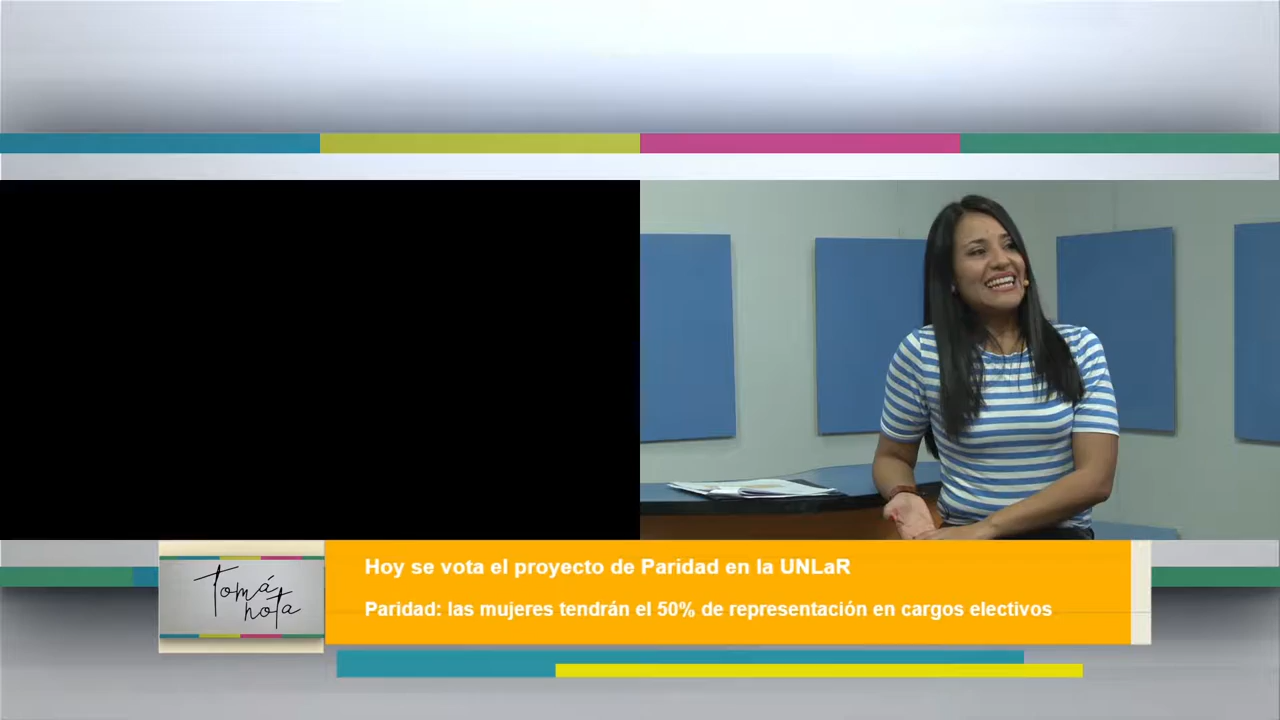 Tomá
nota
Hoy se vota el proyecto de Paridad en la UNLaR
Paridad: las mujeres tendrán el 50% de representación en cargos electivos